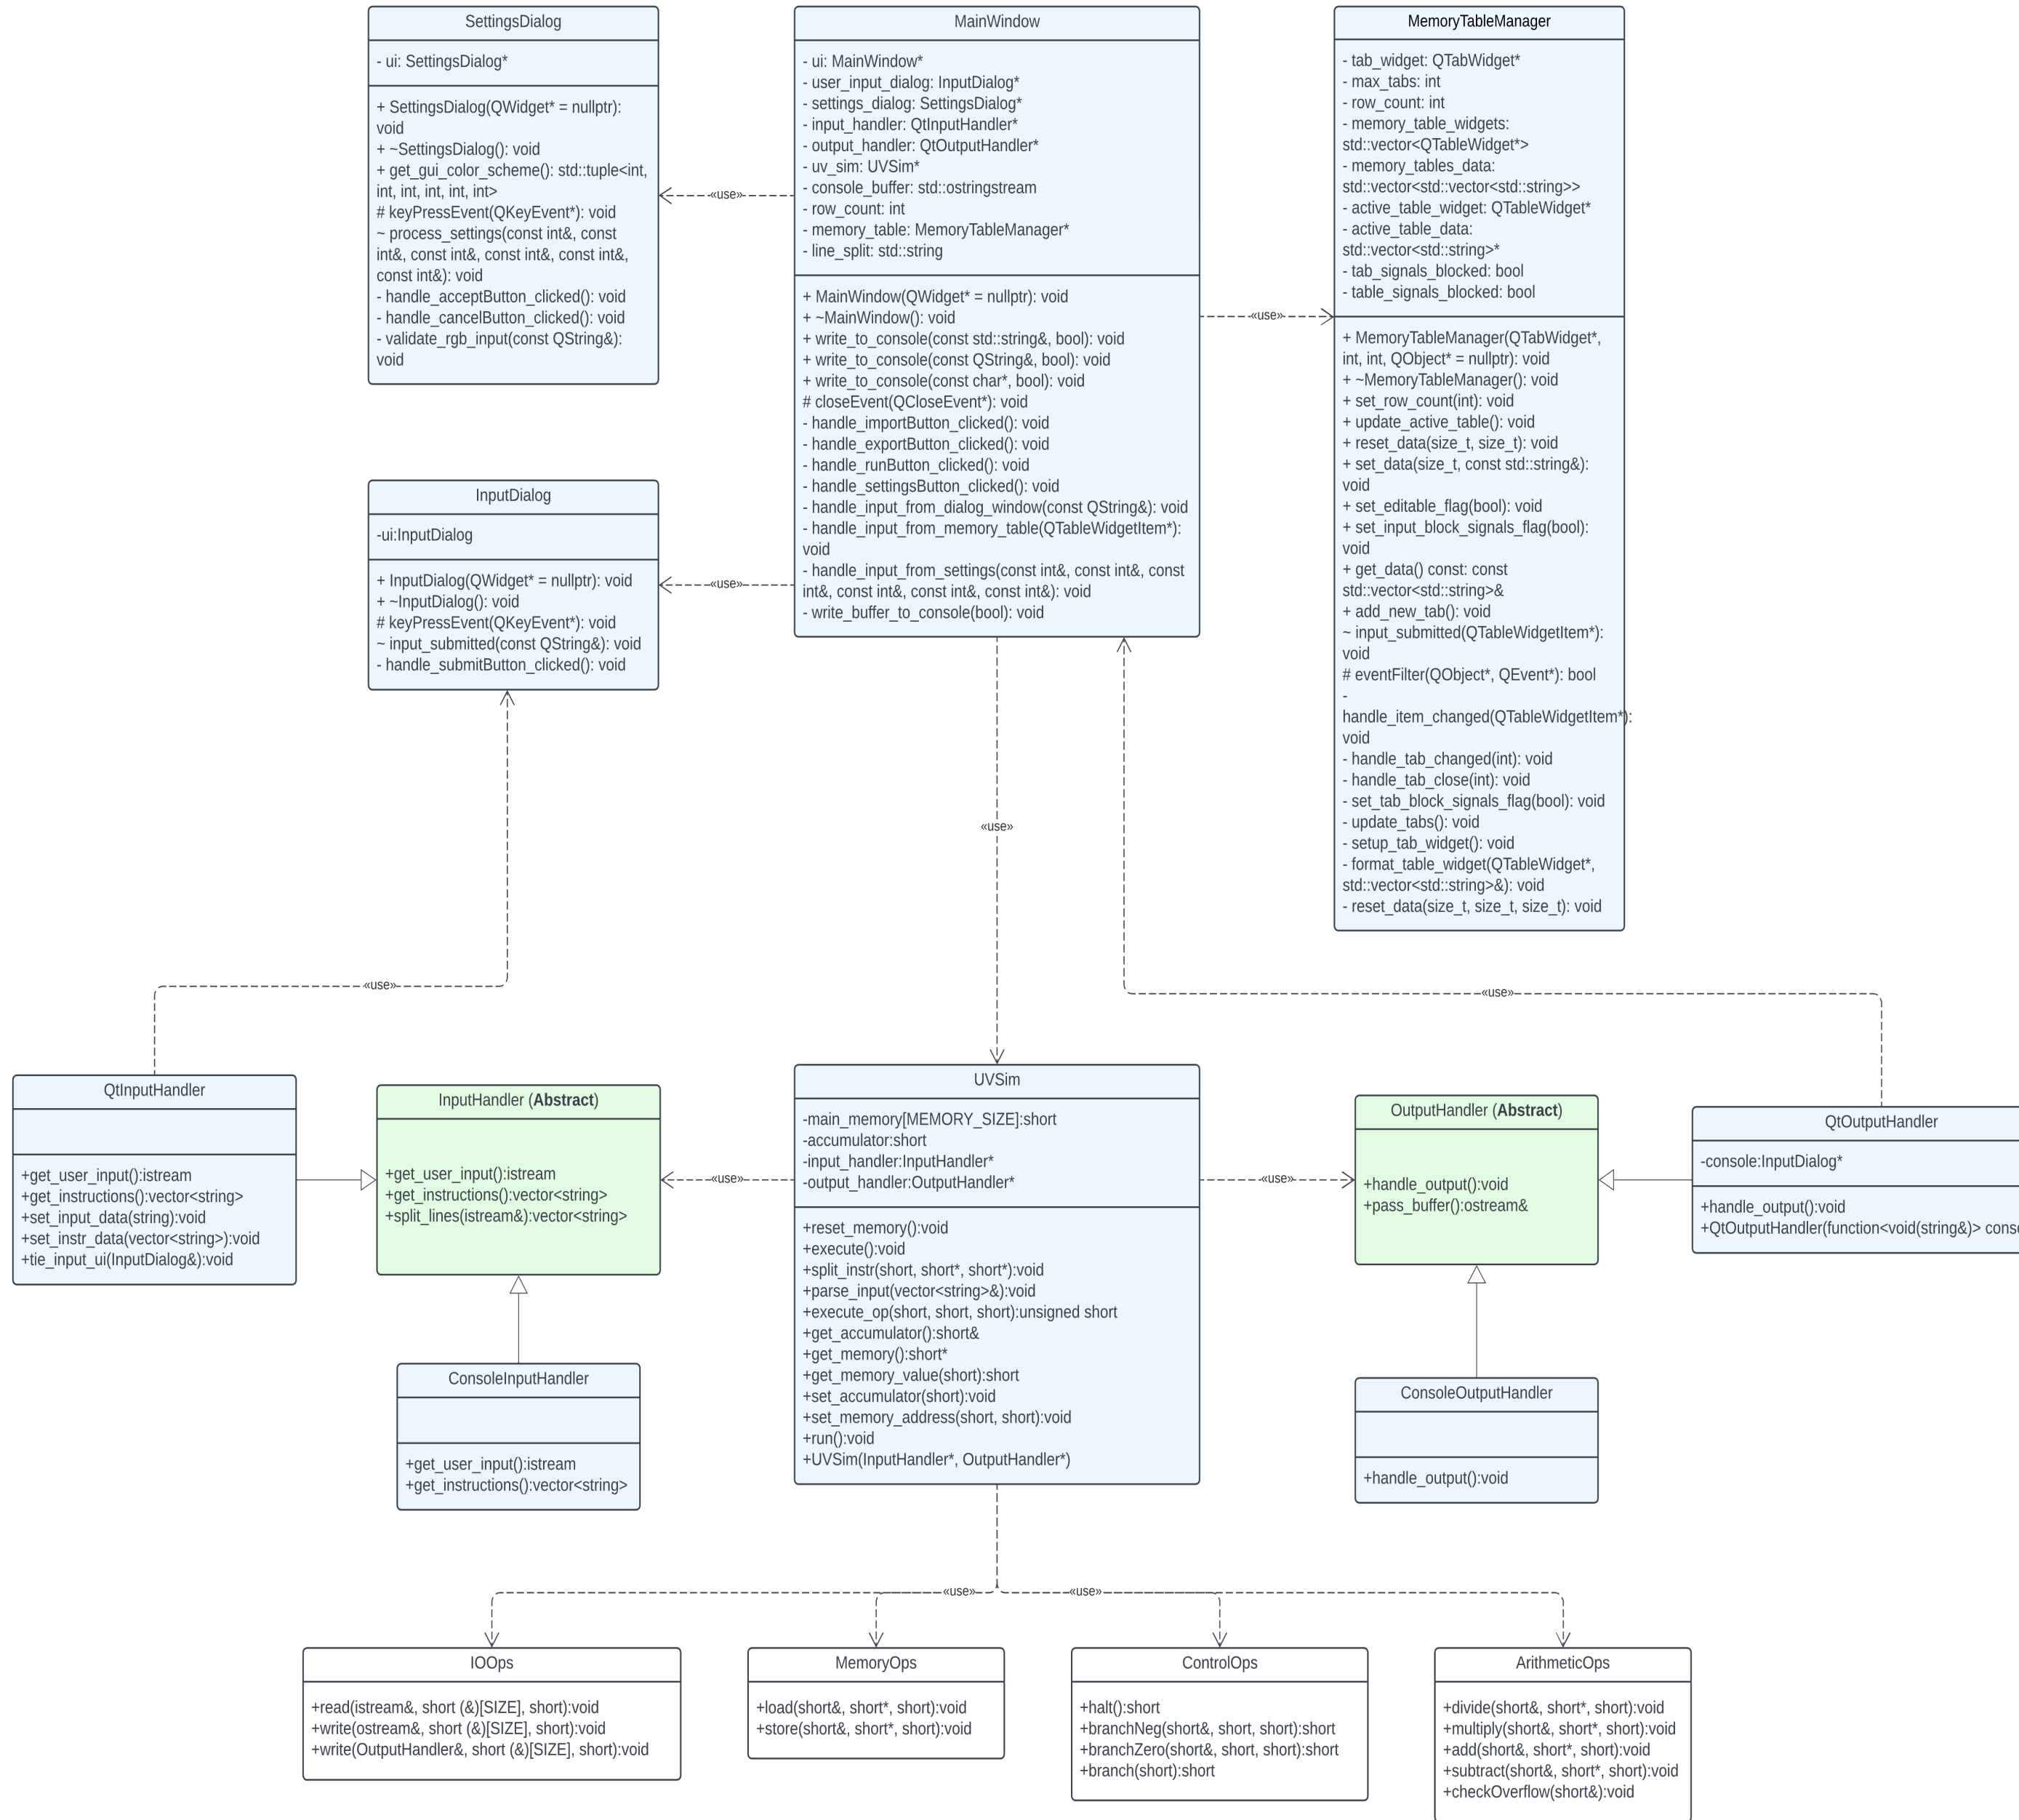 SettingsDialog
- ui: SettingsDialog*
+ SettingsDialog(QWidget* = nullptr):
void
+ ~SettingsDialog(): void
+ get_gui_color_scheme(): std::tuple<int,
int, int, int, int, int>
# keyPressEvent(QKeyEvent*): void
~ process_settings(const int&, const
int&, const int&, const int&, const int&,
const int&): void
- handle_acceptButton_clicked(): void
- handle_cancelButton_clicked(): void
- validate_rgb_input(const QString&):
void
«use»
MainWindow
- ui: MainWindow*
- user_input_dialog: InputDialog*
- settings_dialog: SettingsDialog*
- input_handler: QtInputHandler*
- output_handler: QtOutputHandler*
- uv_sim: UVSim*
- console_buffer: std::ostringstream
- row_count: int
- memory_table: MemoryTableManager*
- line_split: std::string
+ MainWindow(QWidget* = nullptr): void
+ ~MainWindow(): void
+ write_to_console(const std::string&, bool): void
+ write_to_console(const QString&, bool): void
+ write_to_console(const char*, bool): void
# closeEvent(QCloseEvent*): void
- handle_importButton_clicked(): void
- handle_exportButton_clicked(): void
- handle_runButton_clicked(): void
- handle_settingsButton_clicked(): void
- handle_input_from_dialog_window(const QString&): void
- handle_input_from_memory_table(QTableWidgetItem*):
void
- handle_input_from_settings(const int&, const int&, const
int&, const int&, const int&, const int&): void
- write_buffer_to_console(bool): void
«use»
MemoryTableManager
- tab_widget: QTabWidget*
- max_tabs: int
- row_count: int
- memory_table_widgets:
std::vector<QTableWidget*>
- memory_tables_data:
std::vector<std::vector<std::string>>
- active_table_widget: QTableWidget*
- active_table_data:
std::vector<std::string>*
- tab_signals_blocked: bool
- table_signals_blocked: bool
+ MemoryTableManager(QTabWidget*,
int, int, QObject* = nullptr): void
+ ~MemoryTableManager(): void
+ set_row_count(int): void
+ update_active_table(): void
+ reset_data(size_t, size_t): void
+ set_data(size_t, const std::string&):
void
+ set_editable_flag(bool): void
+ set_input_block_signals_flag(bool):
void
+ get_data() const: const
std::vector<std::string>&
+ add_new_tab(): void
~ input_submitted(QTableWidgetItem*):
void
# eventFilter(QObject*, QEvent*): bool
-
handle_item_changed(QTableWidgetItem*):
void
- handle_tab_changed(int): void
- handle_tab_close(int): void
- set_tab_block_signals_flag(bool): void
- update_tabs(): void
- setup_tab_widget(): void
- format_table_widget(QTableWidget*,
std::vector<std::string>&): void
- reset_data(size_t, size_t, size_t): void
InputDialog
-ui:InputDialog
+ InputDialog(QWidget* = nullptr): void
+ ~InputDialog(): void
# keyPressEvent(QKeyEvent*): void
~ input_submitted(const QString&): void
- handle_submitButton_clicked(): void
«use»
«use»
«use»
«use»
QtInputHandler
+get_user_input():istream
+get_instructions():vector<string>
+set_input_data(string):void
+set_instr_data(vector<string>):void
+tie_input_ui(InputDialog&):void
InputHandler (Abstract)
+get_user_input():istream
+get_instructions():vector<string>
+split_lines(istream&):vector<string>
«use»
UVSim
-main_memory[MEMORY_SIZE]:short
-accumulator:short
-input_handler:InputHandler*
-output_handler:OutputHandler*
+reset_memory():void
+execute():void
+split_instr(short, short*, short*):void
+parse_input(vector<string>&):void
+execute_op(short, short, short):unsigned short
+get_accumulator():short&
+get_memory():short*
+get_memory_value(short):short
+set_accumulator(short):void
+set_memory_address(short, short):void
+run():void
+UVSim(InputHandler*, OutputHandler*)
«use»
OutputHandler (Abstract)
+handle_output():void
+pass_buffer():ostream&
QtOutputHandler
-console:InputDialog*
+handle_output():void
+QtOutputHandler(function<void(string&)>
ConsoleInputHandler
+get_user_input():istream
+get_instructions():vector<string>
ConsoleOutputHandler
+handle_output():void
«use»
«use»
IOOps
+read(istream&, short (&)[SIZE], short):void
+write(ostream&, short (&)[SIZE], short):void
+write(OutputHandler&, short (&)[SIZE], short):void
MemoryOps
+load(short&, short*, short):void
+store(short&, short*, short):void
ControlOps
+halt():short
+branchNeg(short&, short, short):short
+branchZero(short&, short, short):short
+branch(short):short
ArithmeticOps
+divide(short&, short*, short):void
+multiply(short&, short*, short):void
+add(short&, short*, short):void
+subtract(short&, short*, short):void
+checkOverflow(short&):void